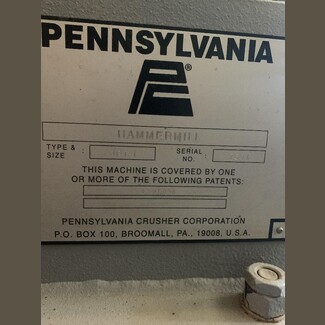 PENNSYLVANIA
®
HAMMERMILL
TYPE & SIZE
SERIAL NO.
THIS MACHINE IS COVERED BY ONE
OR MORE OF THE FOLLOWING PATENTS:
PENNSYLVANIA CRUSHER CORPORATION
P.O. BOX 100, BROOMALL, PA., 19008, U.S.A.